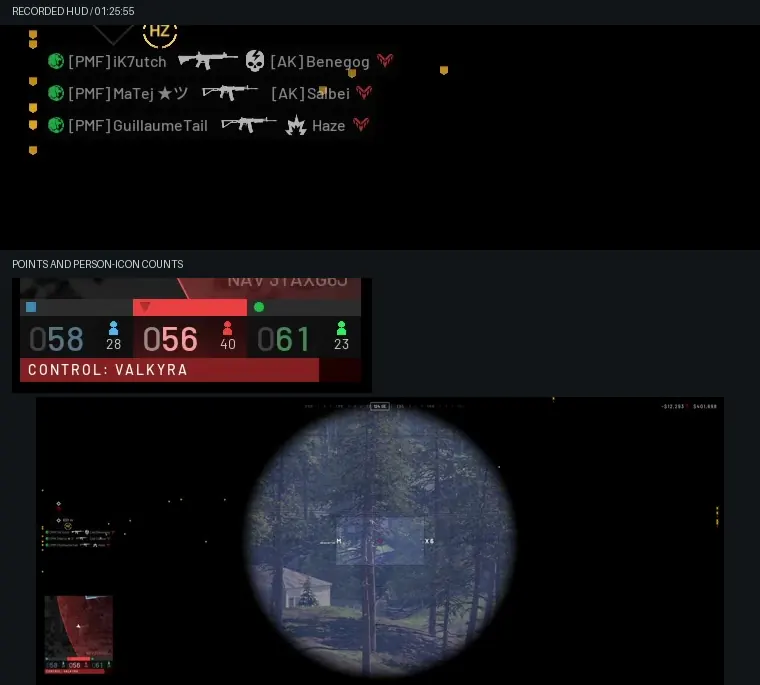 RECORDED HUD / 01:25:55
HZ
[PMF] iK7utch [AK] Benegog
[PMF] MaTej ★ツ [AK] Salbei
[PMF] GuillaumeTail Haze
POINTS AND PERSON-ICON COUNTS
058 28 056 40 061 23
CONTROL: VALKYRA